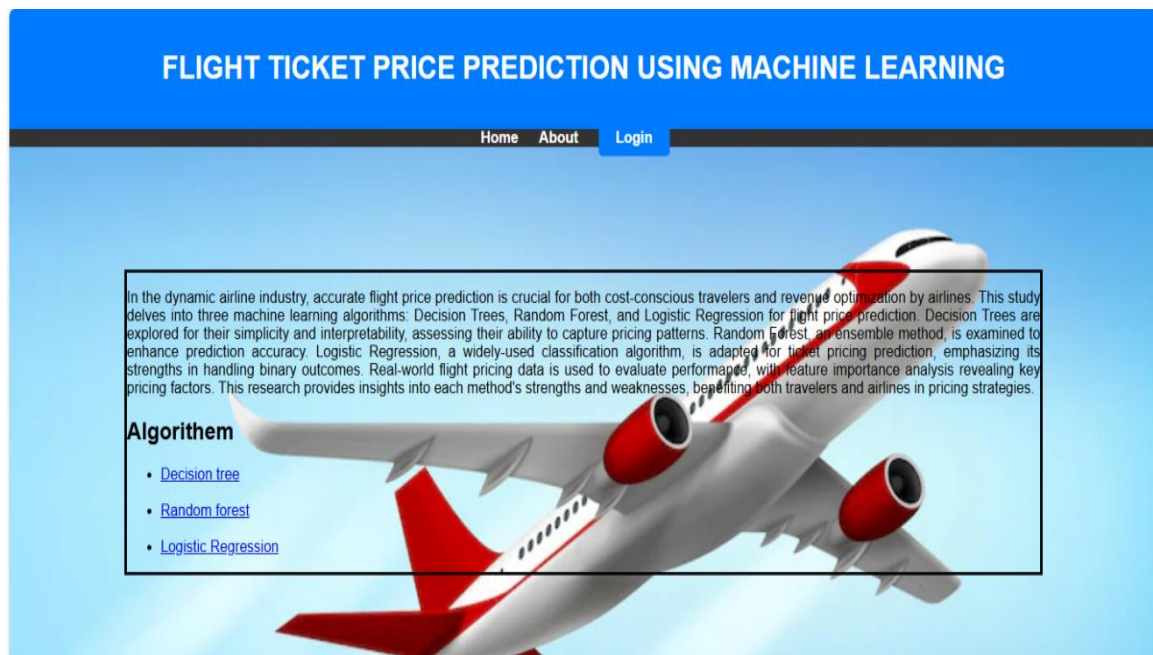 FLIGHT TICKET PRICE PREDICTION USING MACHINE LEARNING
Home About Login
In the dynamic airline industry, accurate flight price prediction is crucial for both cost-conscious travelers and revenue optimization by airlines. This study
delves into three machine learning algorithms: Decision Trees, Random Forest, and Logistic Regression for flight price prediction. Decision Trees are
explored for their simplicity and interpretability, assessing their ability to capture pricing patterns. Random Forest, an ensemble method, is examined to
enhance prediction accuracy. Logistic Regression, a widely-used classification algorithm, is adapted for ticket pricing prediction, emphasizing its
strengths in handling binary outcomes. Real-world flight pricing data is used to evaluate performance, with feature importance analysis revealing key
pricing factors. This research provides insights into each method's strengths and weaknesses, benefiting both travelers and airlines in pricing strategies.
Algorithem
• Decision tree
• Random forest
• Logistic Regression